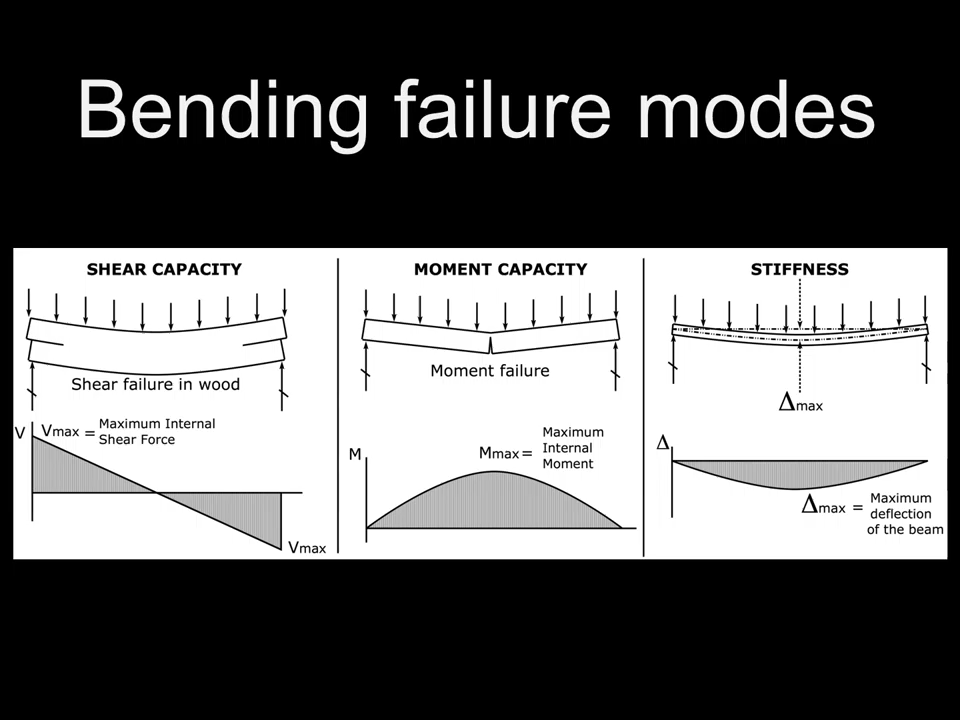 Bending failure modes
SHEAR CAPACITY
Shear failure in wood
V
Vmax = Maximum Internal
Shear Force
Vmax
MOMENT CAPACITY
Moment failure
M
Mmax = Maximum
Internal
Moment
STIFFNESS
Δmax
Δ
Δmax = Maximum
deflection
of the beam